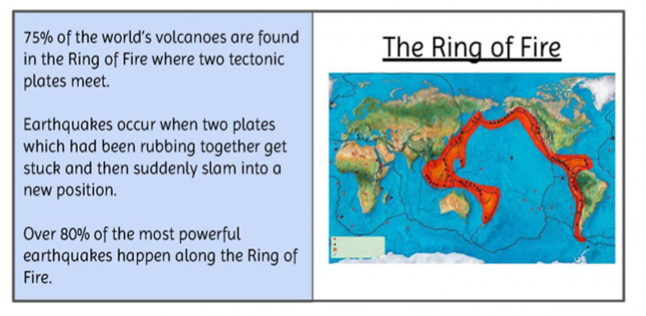 75% of the world's volcanoes are found
in the Ring of Fire where two tectonic
plates meet.
Earthquakes occur when two plates
which had been rubbing together get
stuck and then suddenly slam into a
new position.
Over 80% of the most powerful
earthquakes happen along the Ring of
Fire.
The Ring of Fire